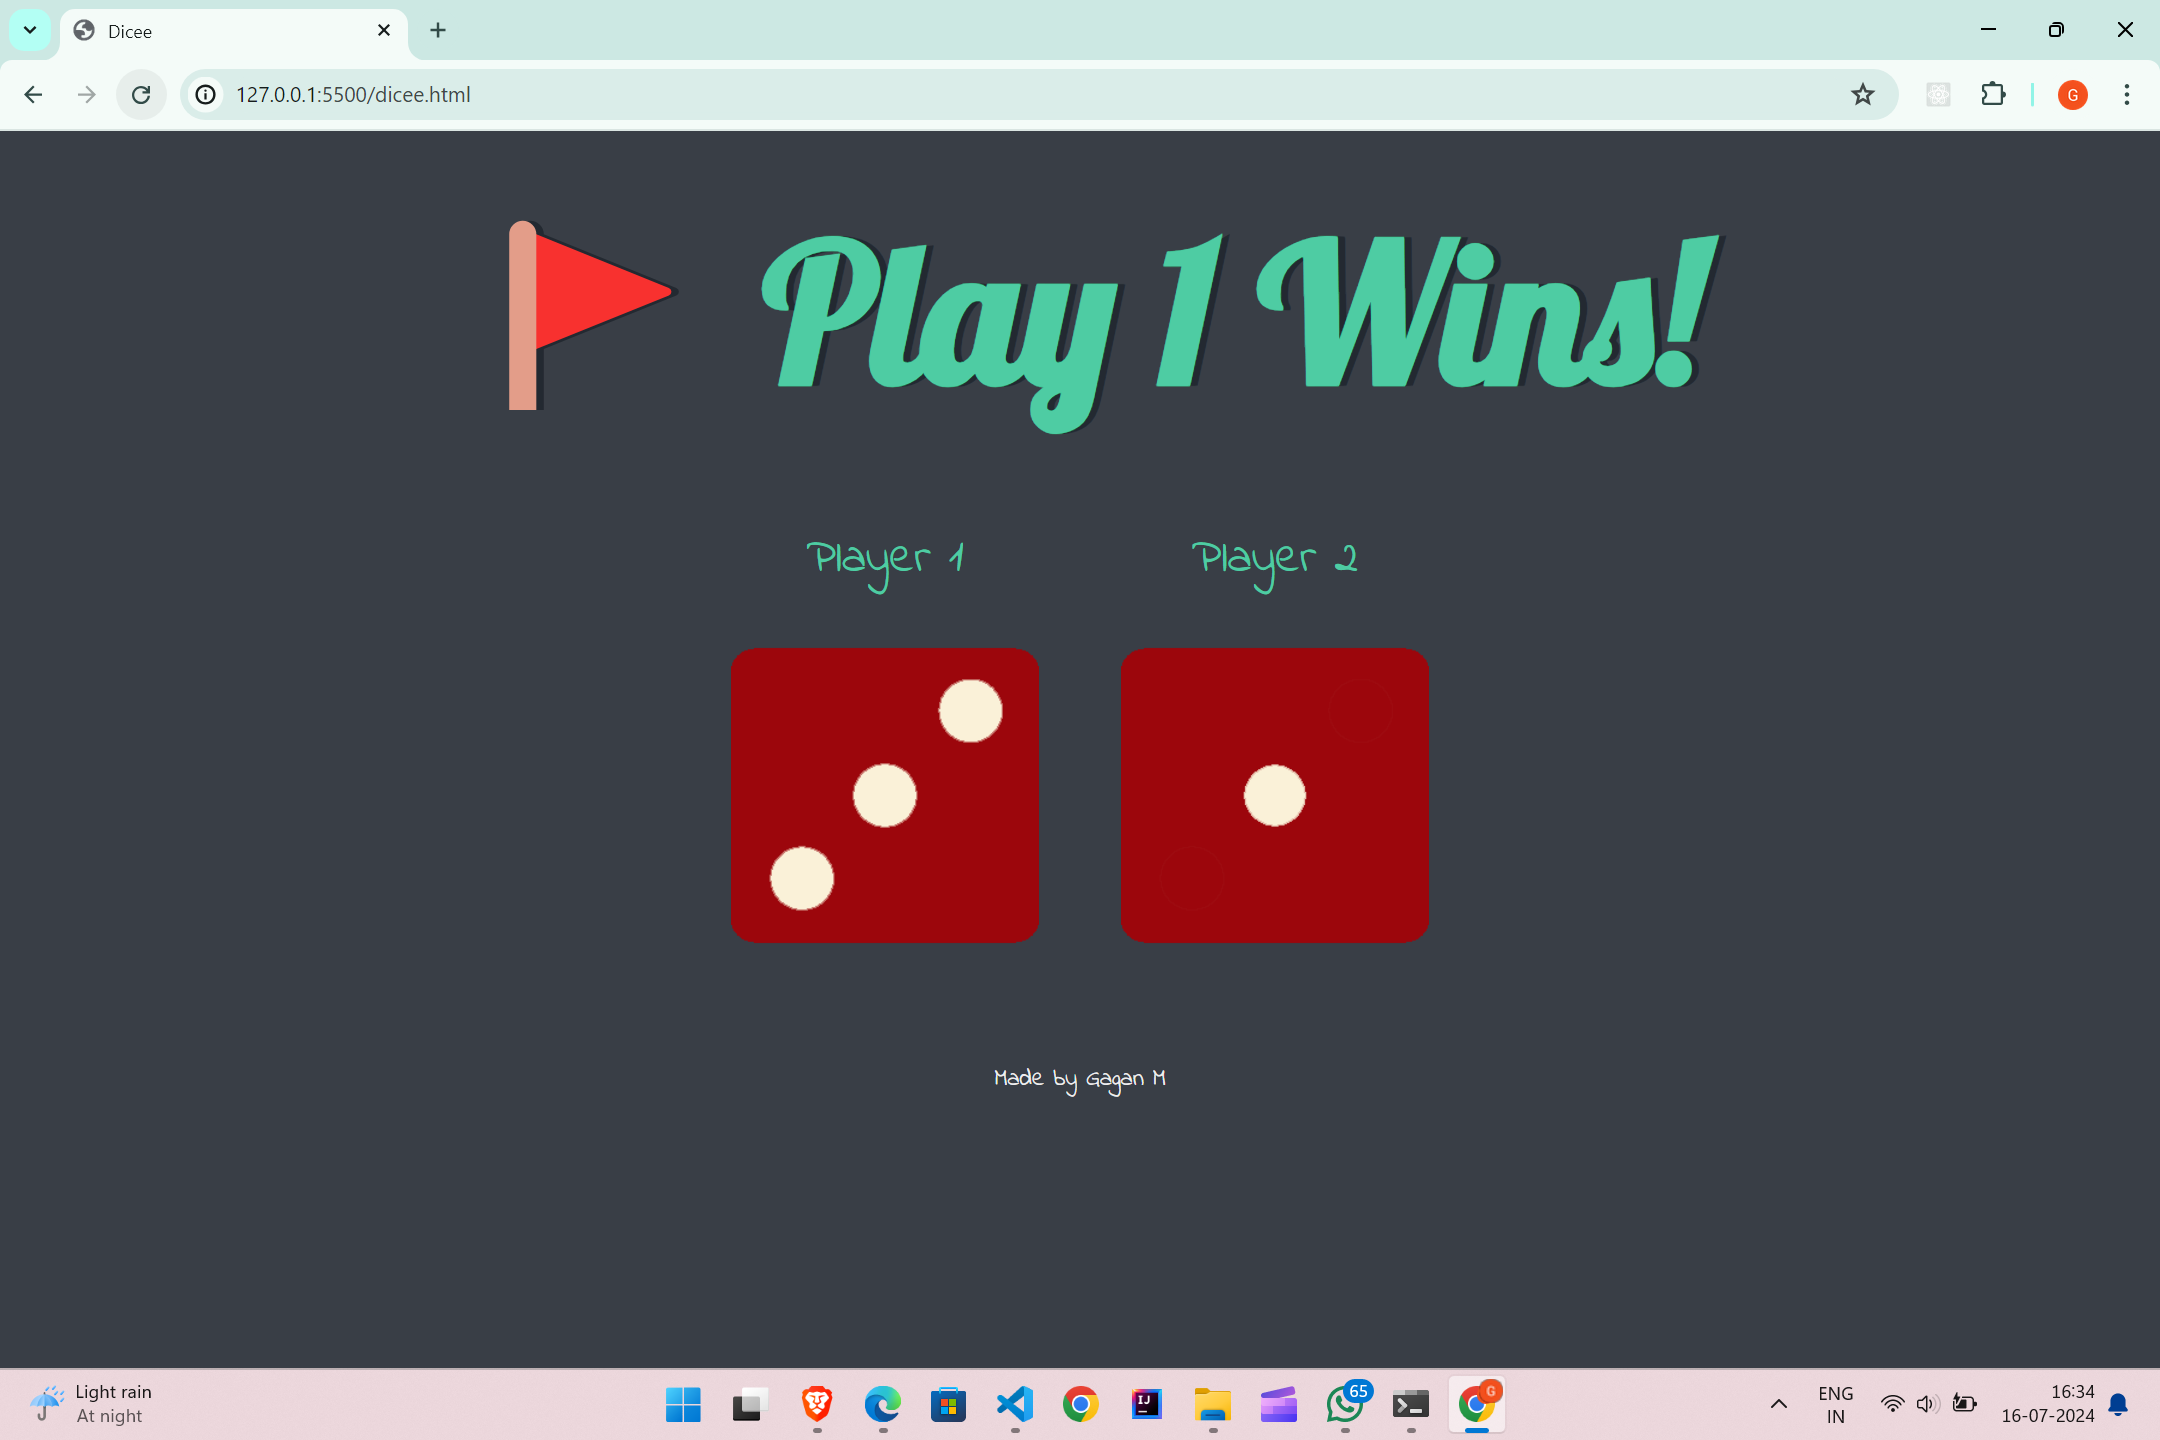 Dicee
127.0.0.1:5500/dicee.html
G
Play 1 Wins!
Player 1
Player 2
Made by Gagan M
Light rain
At night
IJ
65
G
ENG
IN
16:34
16-07-2024